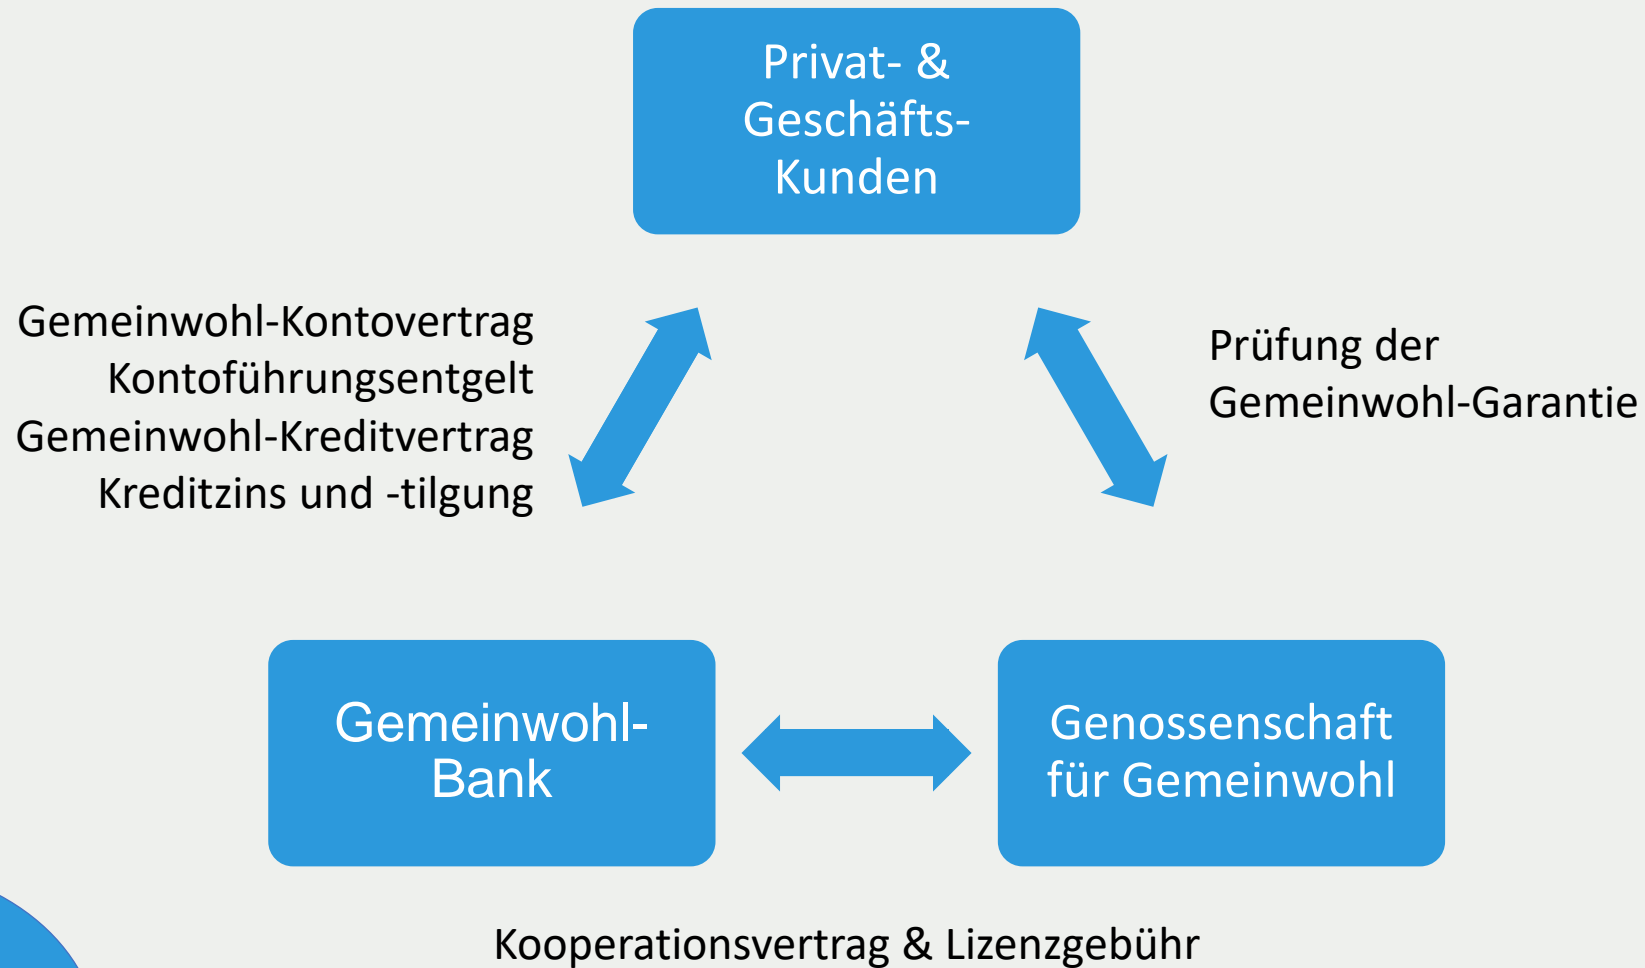 Privat- &
Geschäfts-
Kunden
Gemeinwohl-Kontovertrag
Kontoführungsentgelt
Gemeinwohl-Kreditvertrag
Kreditzins und -tilgung
Prüfung der
Gemeinwohl-Garantie
Gemeinwohl-
Bank
Genossenschaft
für Gemeinwohl
Kooperationsvertrag & Lizenzgebühr